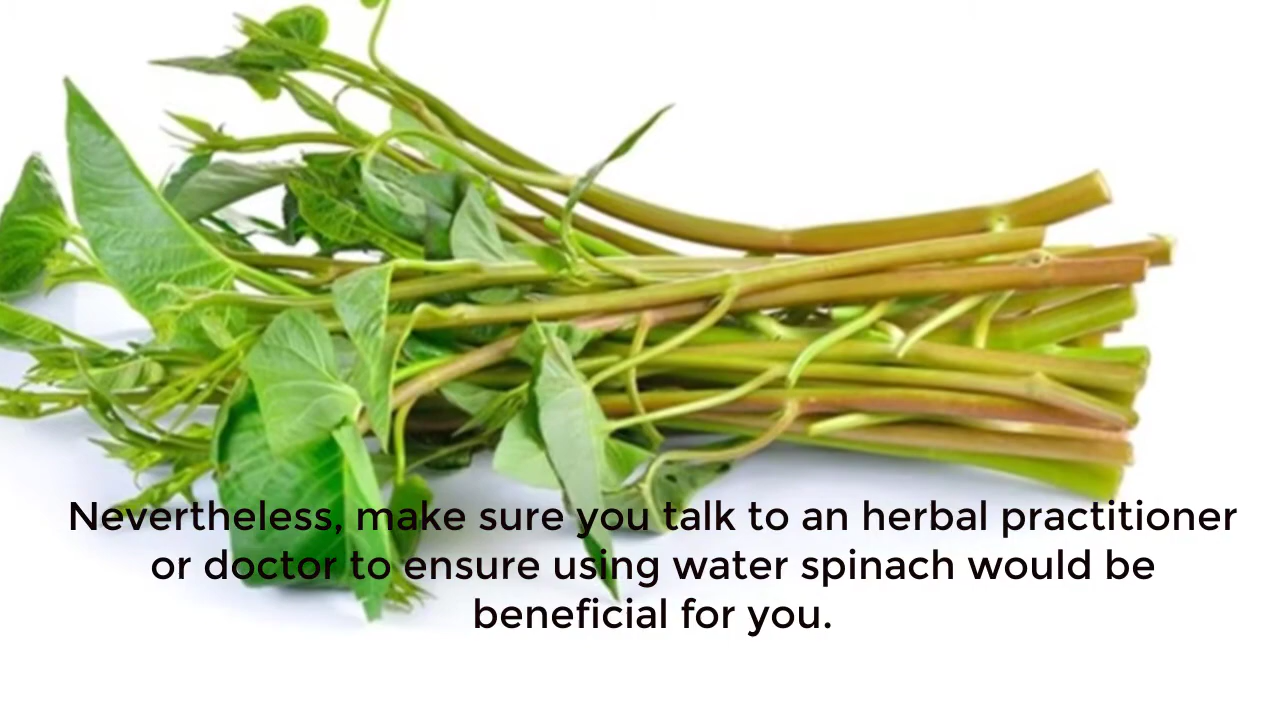 Nevertheless, make sure you talk to an herbal practitioner
or doctor to ensure using water spinach would be
beneficial for you.